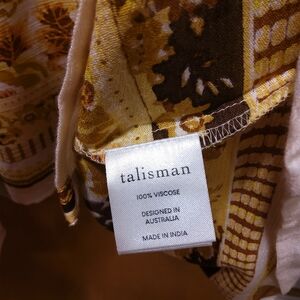 talisman
100% VISCOSE
DESIGNED IN
AUSTRALIA
MADE IN INDIA